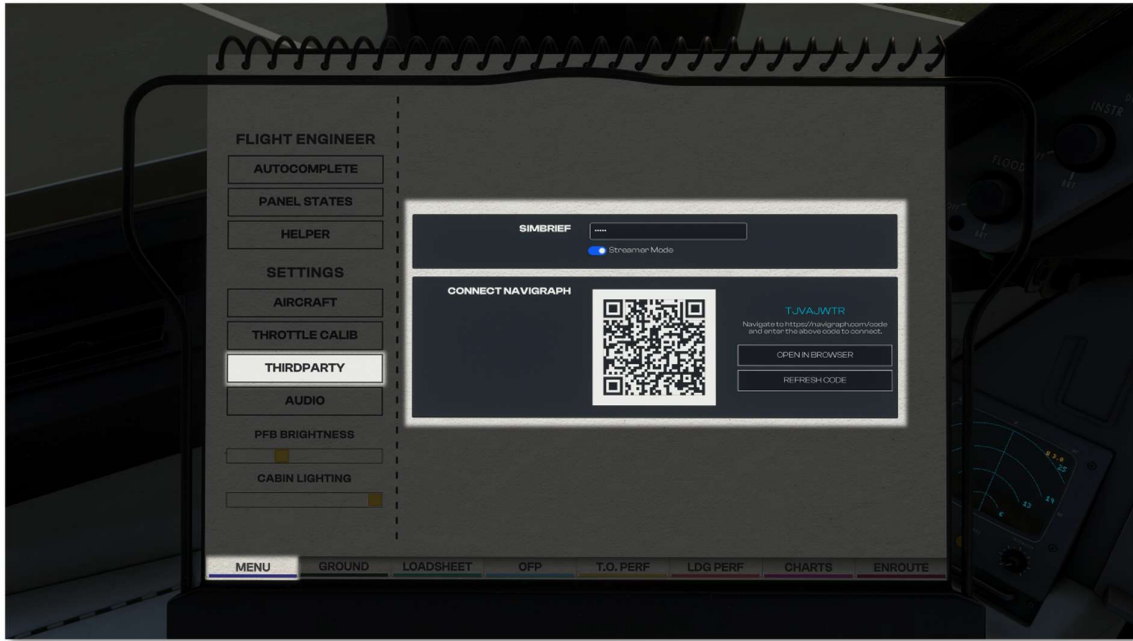 FLIGHT ENGINEER
AUTOCOMPLETE
PANEL STATES
HELPER
SETTINGS
AIRCRAFT
THROTTLE CALIB
THIRDPARTY
AUDIO
PFB BRIGHTNESS
CABIN LIGHTING
SIMBRIEF
•••••
Streamer Mode
CONNECT NAVIGRAPH
TJVAJWTR
Navigate to https://navigraph.com/code
and enter the above code to connect.
OPEN IN BROWSER
REFRESH CODE
MENU GROUND LOADSHEET OFP T.O. PERF LDG PERF CHARTS ENROUTE
INSTR
FLOOD